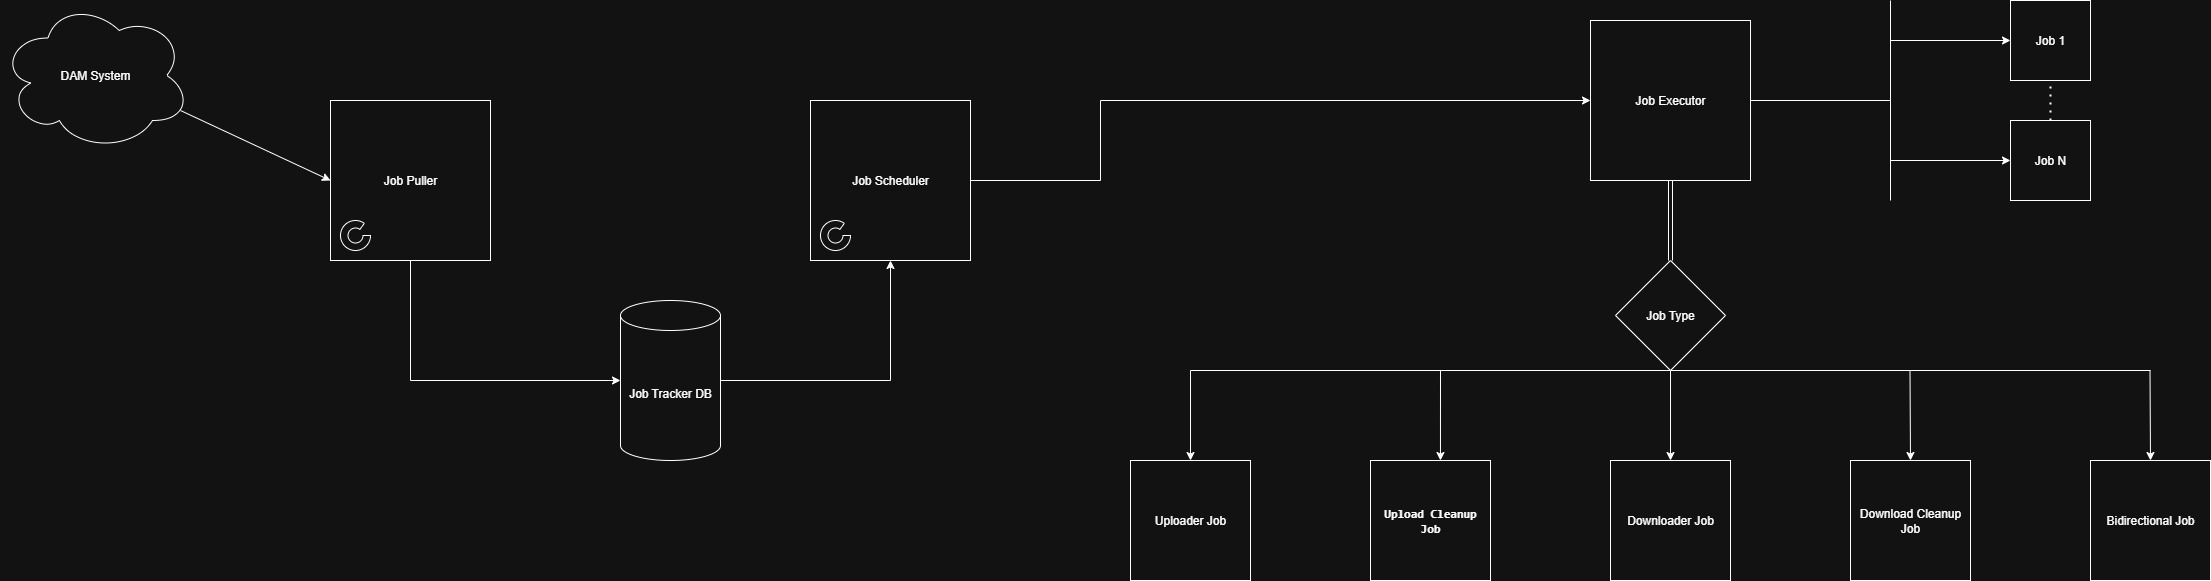 DAM System
Job Puller
Job Tracker DB
Job Scheduler
Job Executor
Job 1
Job N
Job Type
Uploader Job
Upload Cleanup
Job
Downloader Job
Download Cleanup
Job
Bidirectional Job